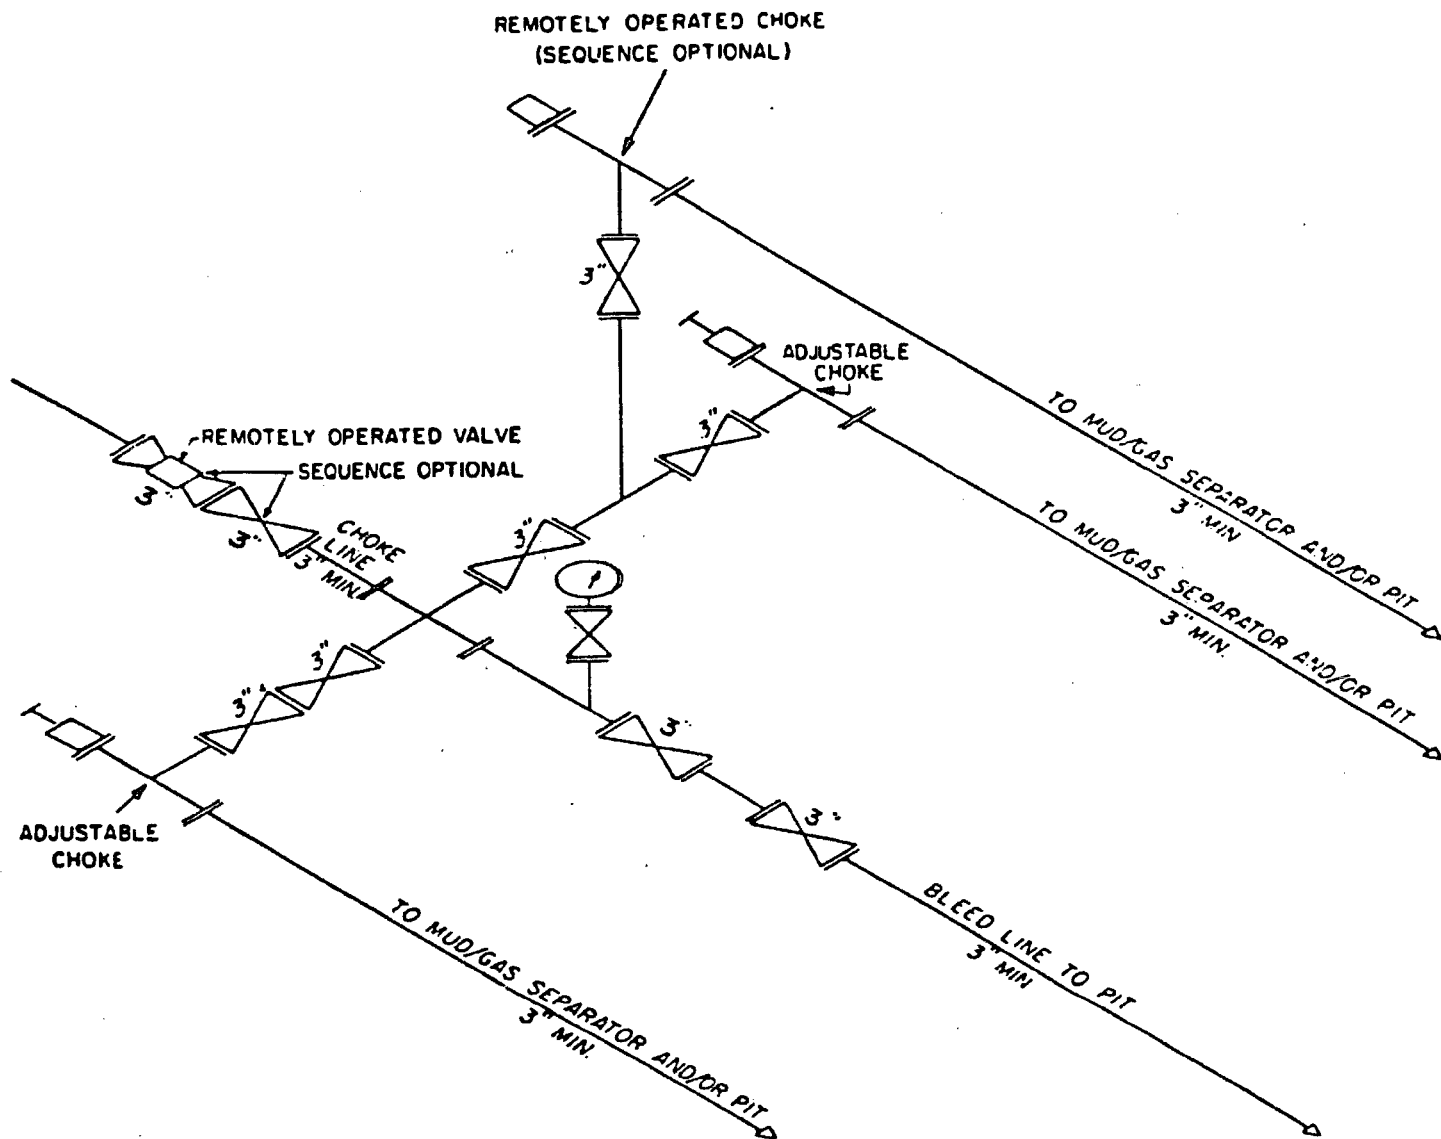 REMOTELY OPERATED CHOKE
(SEQUENCE OPTIONAL)
3"
ADJUSTABLE
CHOKE
3"
REMOTELY OPERATED VALVE
SEQUENCE OPTIONAL
3"
3"
CHOKE
LINE
3" MIN.
3"
3"
3"
3"
3"
ADJUSTABLE
CHOKE
TO MUD/GAS SEPARATOR AND/OR PIT
3" MIN
TO MUD/GAS SEPARATOR AND/OR PIT
3" MIN.
BLEED LINE TO PIT
3" MIN
TO MUD/GAS SEPARATOR AND/OR PIT
3" MIN.